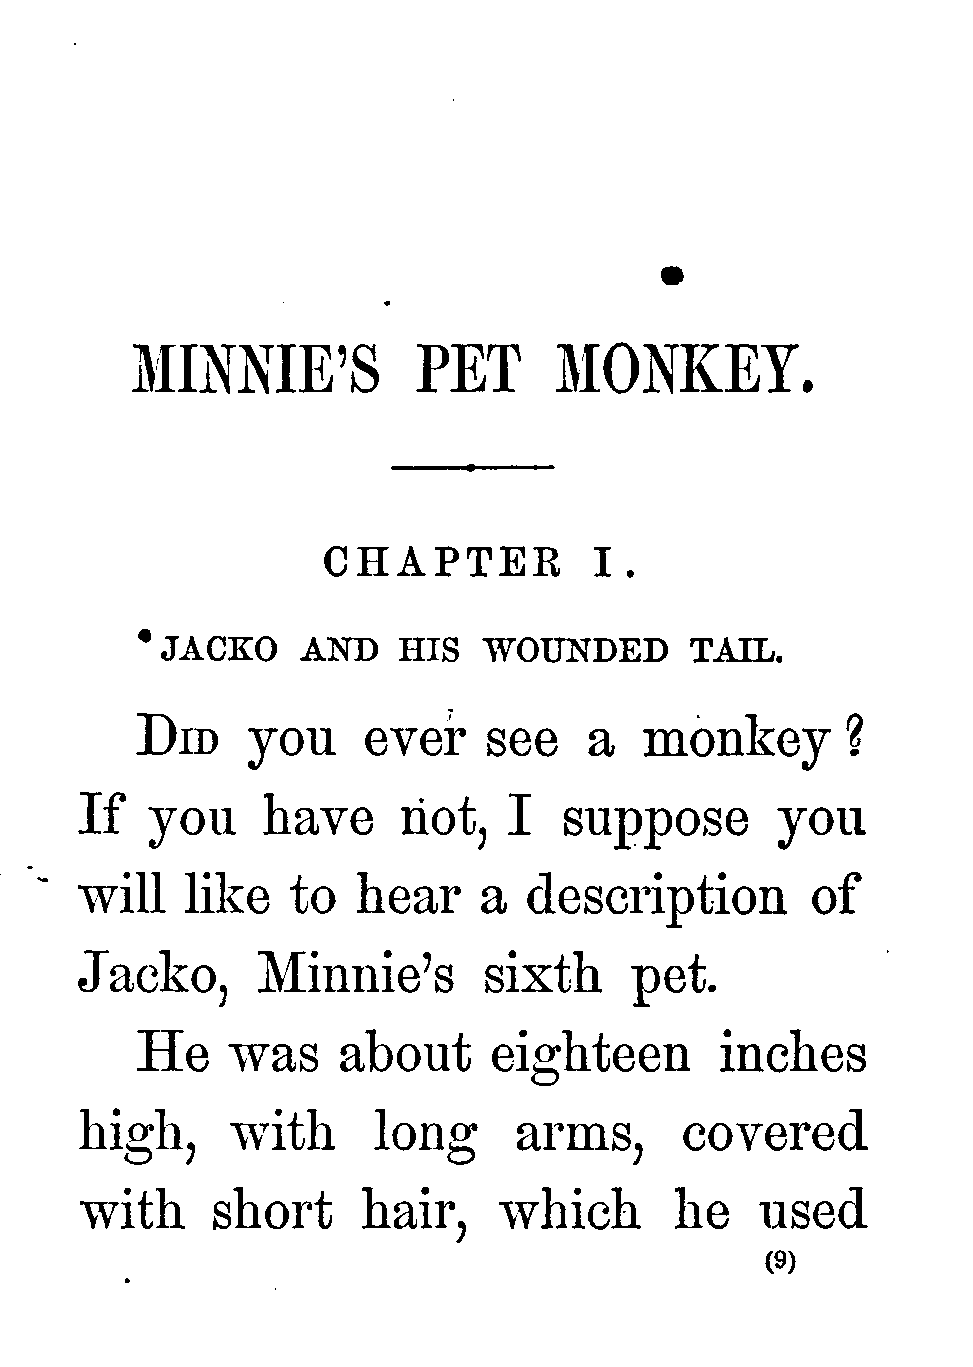 MINNIE'S PET MONKEY.
CHAPTER I.
JACKO AND HIS WOUNDED TAIL.
DID you ever see a monkey?
If you have not, I suppose you
will like to hear a description of
Jacko, Minnie's sixth pet.
He was about eighteen inches
high, with long arms, covered
with short hair, which he used
(9)